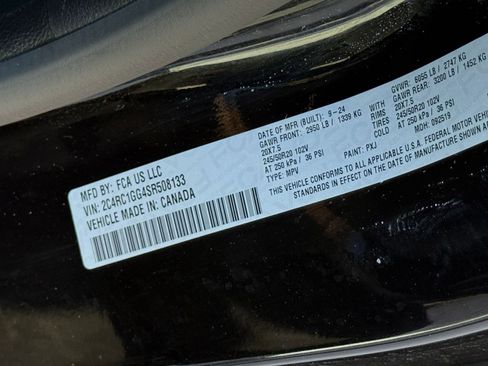 MFD BY: FCA US LLC
VIN: 2C4RC1GG4SR508133
VEHICLE MADE IN: CANADA
DATE OF MFR (BUILT): 9-24
GAWR FRONT: 2950 LB / 1339 KG
20X7.5
245/50R20 102V
AT 250 kPa / 36 PSI
TYPE: MPV
WITH
TIRES
RIMS
GVWR: 6055 LB / 2747 KG
GAWR REAR: 3200 LB / 1452 KG
20X7.5
245/50R20 102V
AT 250 kPa / 36 PSI
MDH: 092519
PAINT: PXJ
THIS VEHICLE CONFORMS TO ALL APPLICABLE U.S.A. FEDERAL MOTOR VEHIC
STANDARDS IN EFFECT ON THE DATE OF MANUFACTURE SHOWN AB